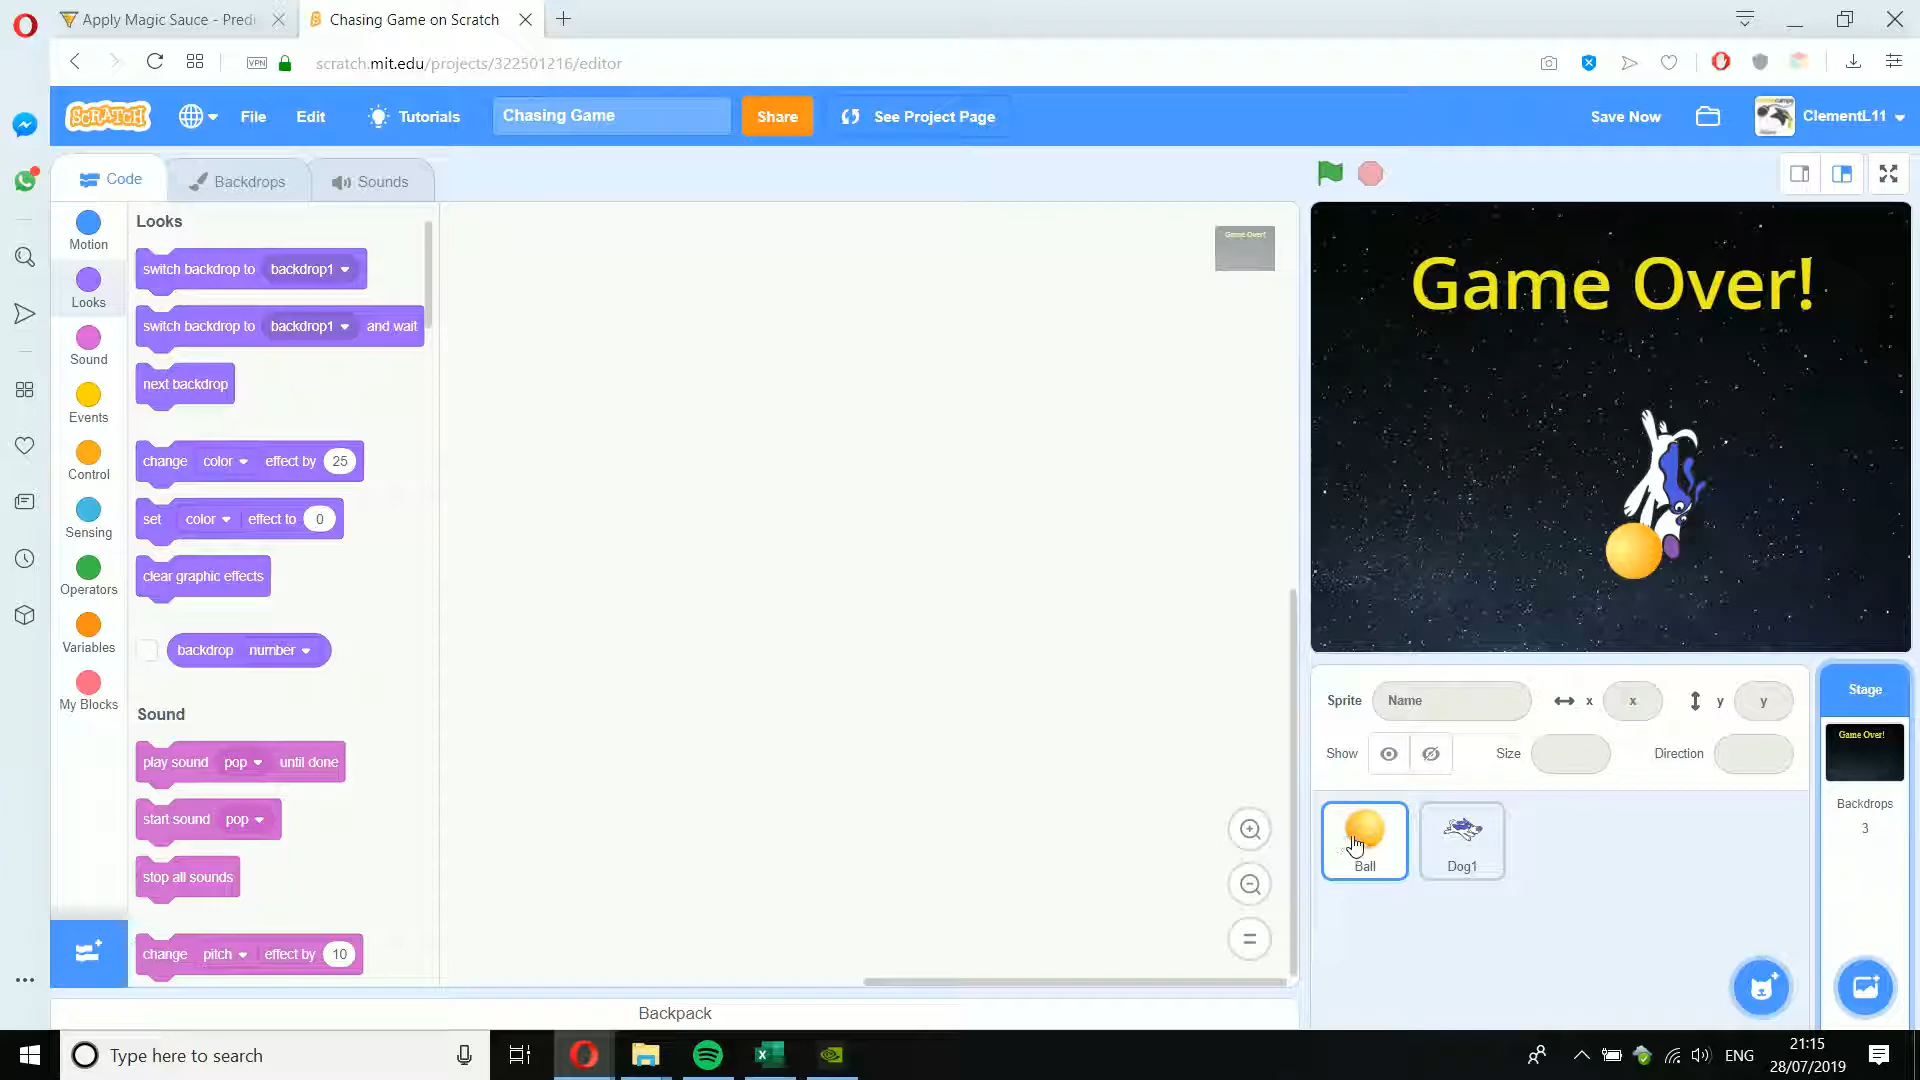 Apply Magic Sauce - Pred
Chasing Game on Scratch
VPN
scratch.mit.edu/projects/322501216/editor
SCRATCH
File
Edit
Tutorials
Chasing Game
Share
See Project Page
Save Now
ClementL11
Code
Backdrops
Sounds
Motion
Looks
Sound
Events
Control
Sensing
Operators
Variables
My Blocks
Looks
switch backdrop to backdrop1
switch backdrop to backdrop1 and wait
next backdrop
change color effect by 25
set color effect to 0
clear graphic effects
backdrop number
Sound
play sound pop until done
start sound pop
stop all sounds
change pitch effect by 10
Game Over!
Game Over!
Sprite Name x x y y
Show Size Direction
Ball
Dog1
Stage
Game Over!
Backdrops
3
Backpack
Type here to search
ENG
21:15
28/07/2019